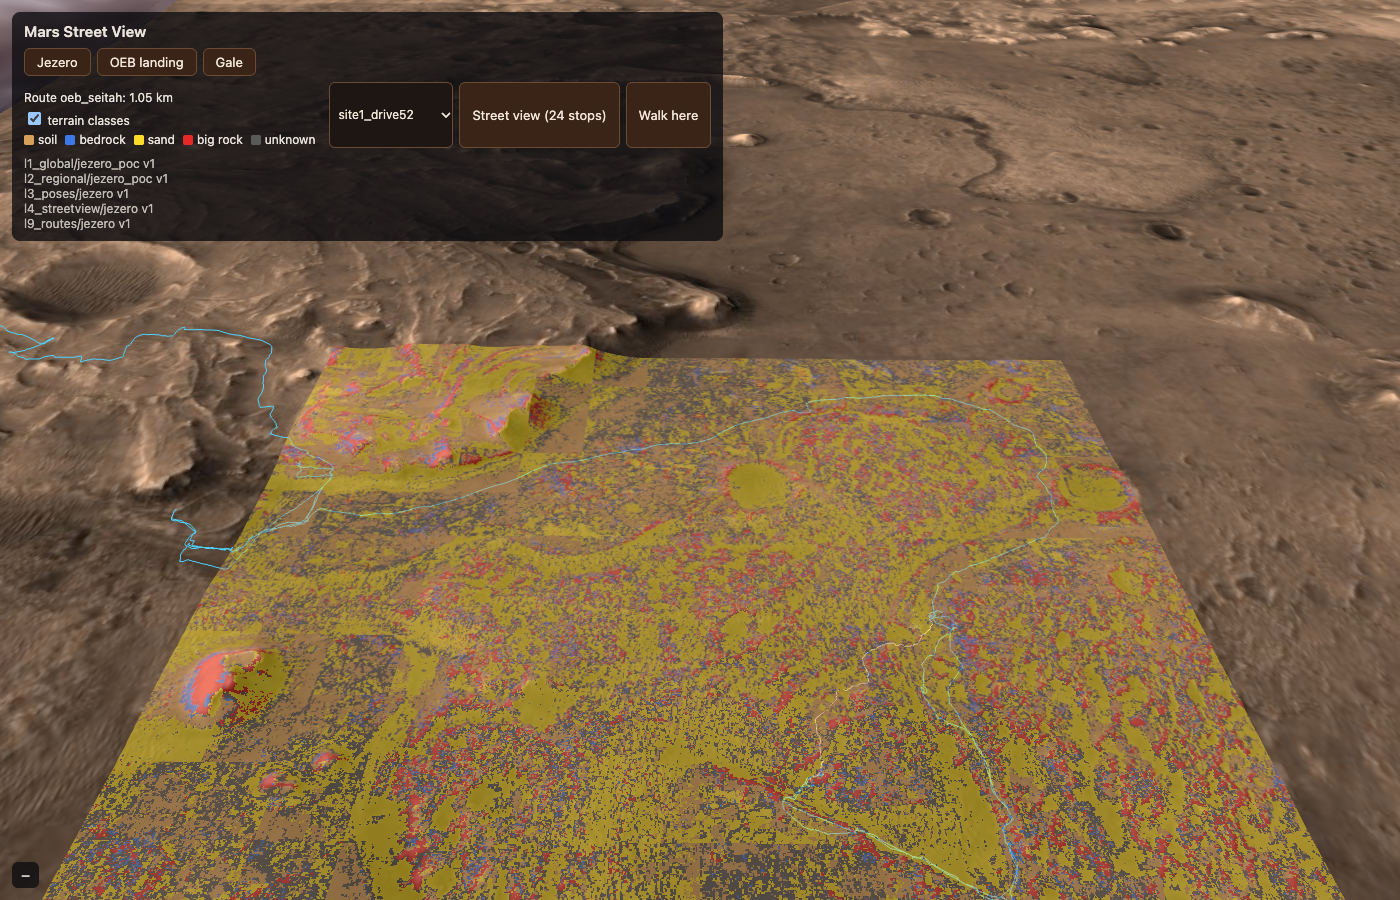 Mars Street View
Jezero OEB landing Gale
Route oeb_seitah: 1.05 km
terrain classes
soil bedrock sand big rock unknown
site1_drive52 Street view (24 stops) Walk here
l1_global/jezero_poc v1
l2_regional/jezero_poc v1
l3_poses/jezero v1
l4_streetview/jezero v1
l9_routes/jezero v1